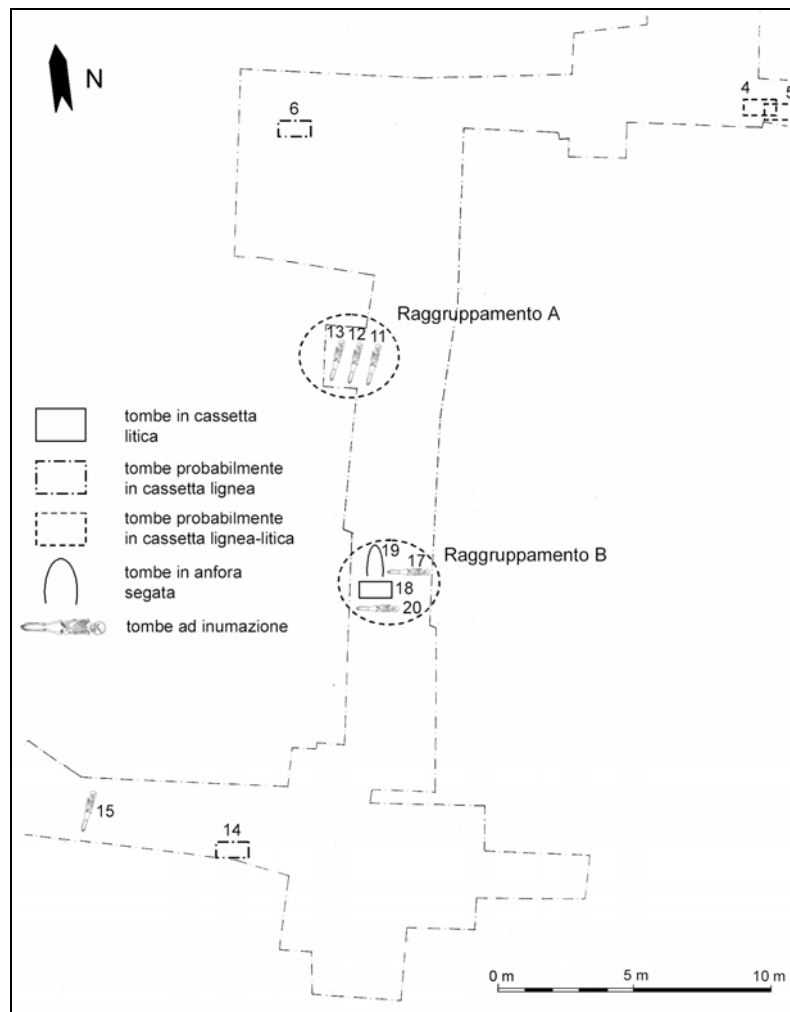 N
6
4
5
Raggruppamento A
13 12 11
tombe in cassetta
litica
tombe probabilmente
in cassetta lignea
tombe probabilmente
in cassetta lignea-litica
tombe in anfora
segata
tombe ad inumazione
19
17
Raggruppamento B
18
20
15
14
0 m
5 m
10 m